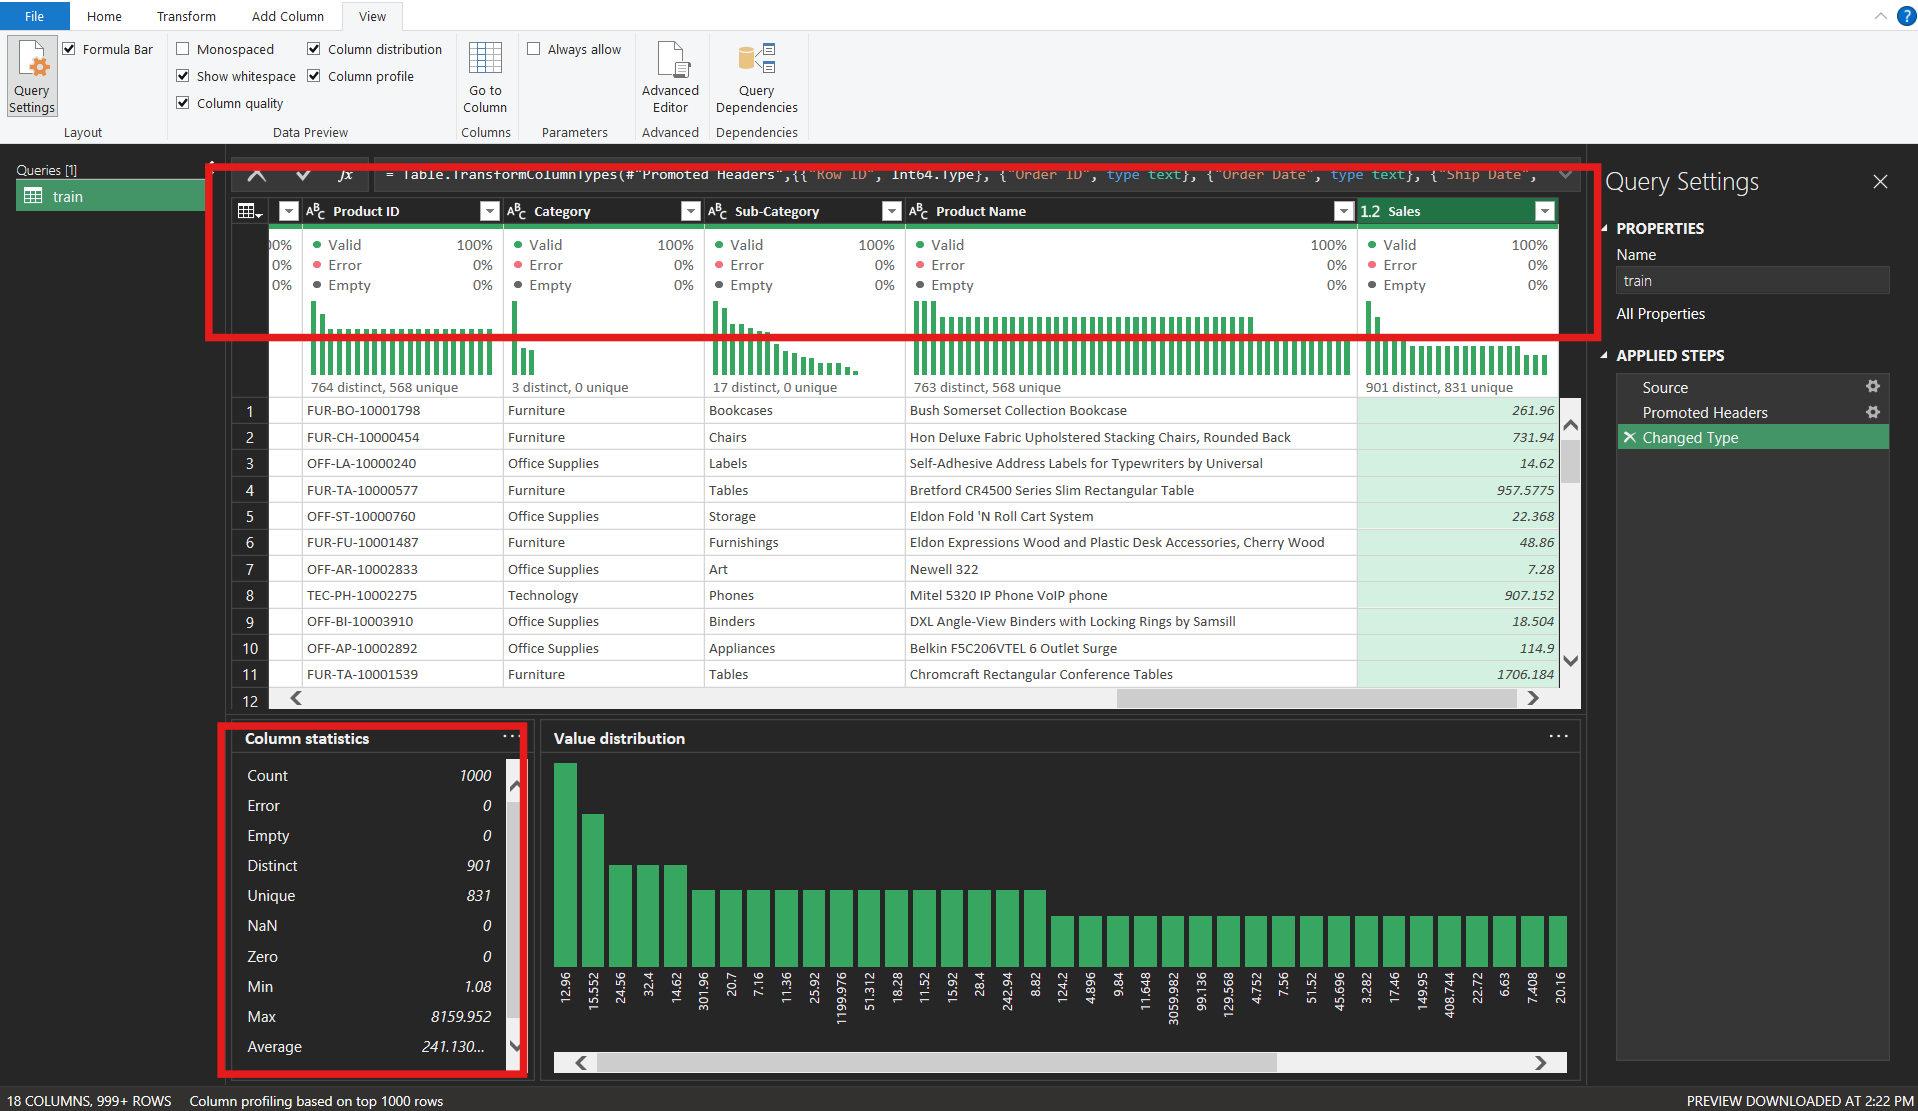 File Home Transform Add Column View
Query Settings
Formula Bar
Layout
Monospaced
Show whitespace
Column quality
Column distribution
Column profile
Data Preview
Go to Column
Columns
Always allow
Parameters
Advanced Editor
Advanced
Query Dependencies
Dependencies
Queries [1]
train
fx = Table.TransformColumnTypes(#"Promoted Headers",{{"Row ID", Int64.Type}, {"Order ID", type text}, {"Order Date", type text}, {"Ship Date",
ABC Product ID ABC Category ABC Sub-Category ABC Product Name 1.2 Sales
00% Valid 100% Valid 100% Valid 100% Valid 100% Valid 100%
0% Error 0% Error 0% Error 0% Error 0% Error 0%
0% Empty 0% Empty 0% Empty 0% Empty 0% Empty 0%
764 distinct, 568 unique 3 distinct, 0 unique 17 distinct, 0 unique 763 distinct, 568 unique 901 distinct, 831 unique
1 FUR-BO-10001798 Furniture Bookcases Bush Somerset Collection Bookcase 261.96
2 FUR-CH-10000454 Furniture Chairs Hon Deluxe Fabric Upholstered Stacking Chairs, Rounded Back 731.94
3 OFF-LA-10000240 Office Supplies Labels Self-Adhesive Address Labels for Typewriters by Universal 14.62
4 FUR-TA-10000577 Furniture Tables Bretford CR4500 Series Slim Rectangular Table 957.5775
5 OFF-ST-10000760 Office Supplies Storage Eldon Fold 'N Roll Cart System 22.368
6 FUR-FU-10001487 Furniture Furnishings Eldon Expressions Wood and Plastic Desk Accessories, Cherry Wood 48.86
7 OFF-AR-10002833 Office Supplies Art Newell 322 7.28
8 TEC-PH-10002275 Technology Phones Mitel 5320 IP Phone VoIP phone 907.152
9 OFF-BI-10003910 Office Supplies Binders DXL Angle-View Binders with Locking Rings by Samsill 18.504
10 OFF-AP-10002892 Office Supplies Appliances Belkin F5C206VTEL 6 Outlet Surge 114.9
11 FUR-TA-10001539 Furniture Tables Chromcraft Rectangular Conference Tables 1706.184
12
Column statistics ...
Count 1000
Error 0
Empty 0
Distinct 901
Unique 831
NaN 0
Zero 0
Min 1.08
Max 8159.952
Average 241.130...
Value distribution ...
12.96 15.552 24.56 32.4 14.62 301.96 20.7 7.16 11.36 25.92 1199.976 51.312 18.28 11.52 15.92 28.4 242.94 8.82 124.2 4.896 9.84 11.648 3059.982 99.136 129.568 4.752 7.56 51.52 45.696 3.282 17.46 149.95 408.744 22.72 6.63 7.408 20.16
Query Settings
PROPERTIES
Name
train
All Properties
APPLIED STEPS
Source
Promoted Headers
Changed Type
18 COLUMNS, 999+ ROWS Column profiling based on top 1000 rows
PREVIEW DOWNLOADED AT 2:22 PM